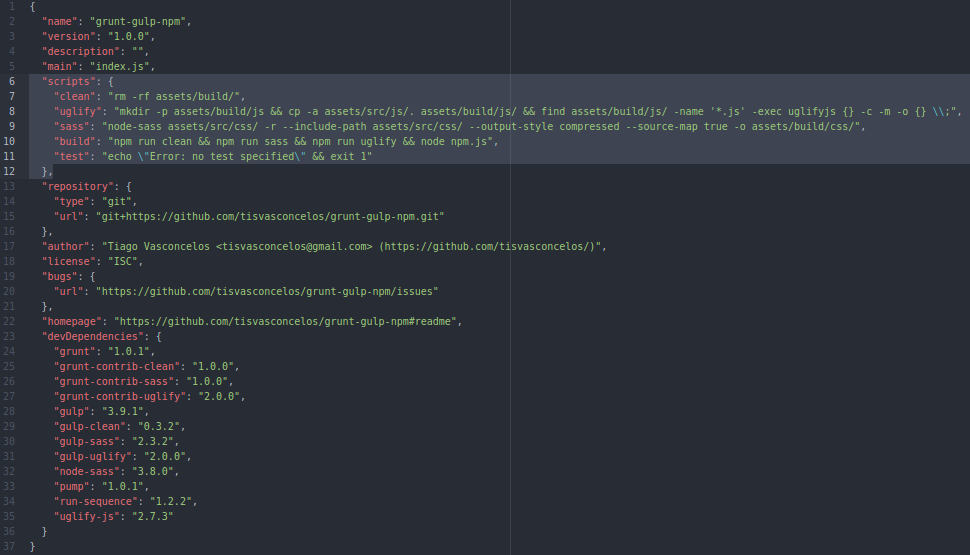 1 {
2   "name": "grunt-gulp-npm",
3   "version": "1.0.0",
4   "description": "",
5   "main": "index.js",
6   "scripts": {
7     "clean": "rm -rf assets/build/",
8     "uglify": "mkdir -p assets/build/js && cp -a assets/src/js/. assets/build/js/ && find assets/build/js/ -name '*.js' -exec uglifyjs {} -c -m -o {} \\;",
9     "sass": "node-sass assets/src/css/ -r --include-path assets/src/css/ --output-style compressed --source-map true -o assets/build/css/",
10     "build": "npm run clean && npm run sass && npm run uglify && node npm.js",
11     "test": "echo \"Error: no test specified\" && exit 1"
12   },
13   "repository": {
14     "type": "git",
15     "url": "git+https://github.com/tisvasconcelos/grunt-gulp-npm.git"
16   },
17   "author": "Tiago Vasconcelos <tisvasconcelos@gmail.com> (https://github.com/tisvasconcelos/)",
18   "license": "ISC",
19   "bugs": {
20     "url": "https://github.com/tisvasconcelos/grunt-gulp-npm/issues"
21   },
22   "homepage": "https://github.com/tisvasconcelos/grunt-gulp-npm#readme",
23   "devDependencies": {
24     "grunt": "1.0.1",
25     "grunt-contrib-clean": "1.0.0",
26     "grunt-contrib-sass": "1.0.0",
27     "grunt-contrib-uglify": "2.0.0",
28     "gulp": "3.9.1",
29     "gulp-clean": "0.3.2",
30     "gulp-sass": "2.3.2",
31     "gulp-uglify": "2.0.0",
32     "node-sass": "3.8.0",
33     "pump": "1.0.1",
34     "run-sequence": "1.2.2",
35     "uglify-js": "2.7.3"
36   }
37 }